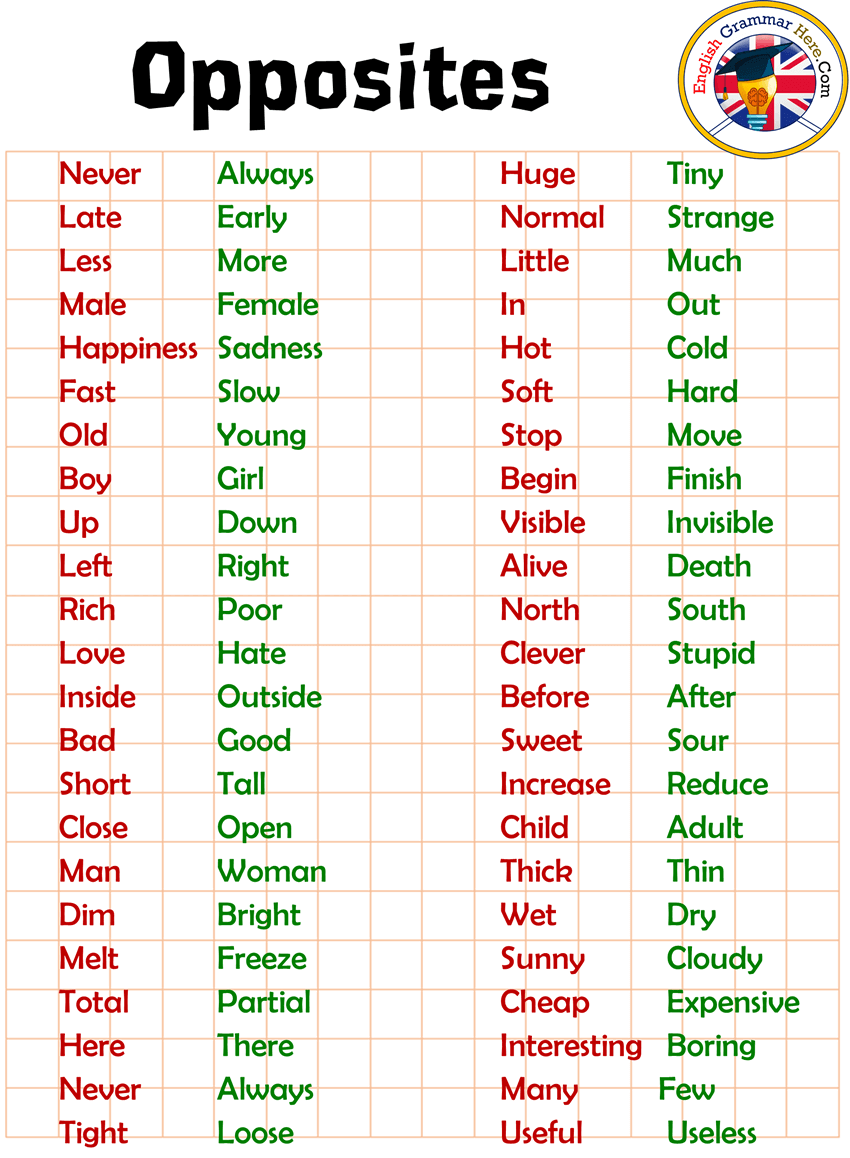 Opposites
English Grammar Here.Com
Never Always Huge Tiny
Late Early Normal Strange
Less More Little Much
Male Female In Out
Happiness Sadness Hot Cold
Fast Slow Soft Hard
Old Young Stop Move
Boy Girl Begin Finish
Up Down Visible Invisible
Left Right Alive Death
Rich Poor North South
Love Hate Clever Stupid
Inside Outside Before After
Bad Good Sweet Sour
Short Tall Increase Reduce
Close Open Child Adult
Man Woman Thick Thin
Dim Bright Wet Dry
Melt Freeze Sunny Cloudy
Total Partial Cheap Expensive
Here There Interesting Boring
Never Always Many Few
Tight Loose Useful Useless